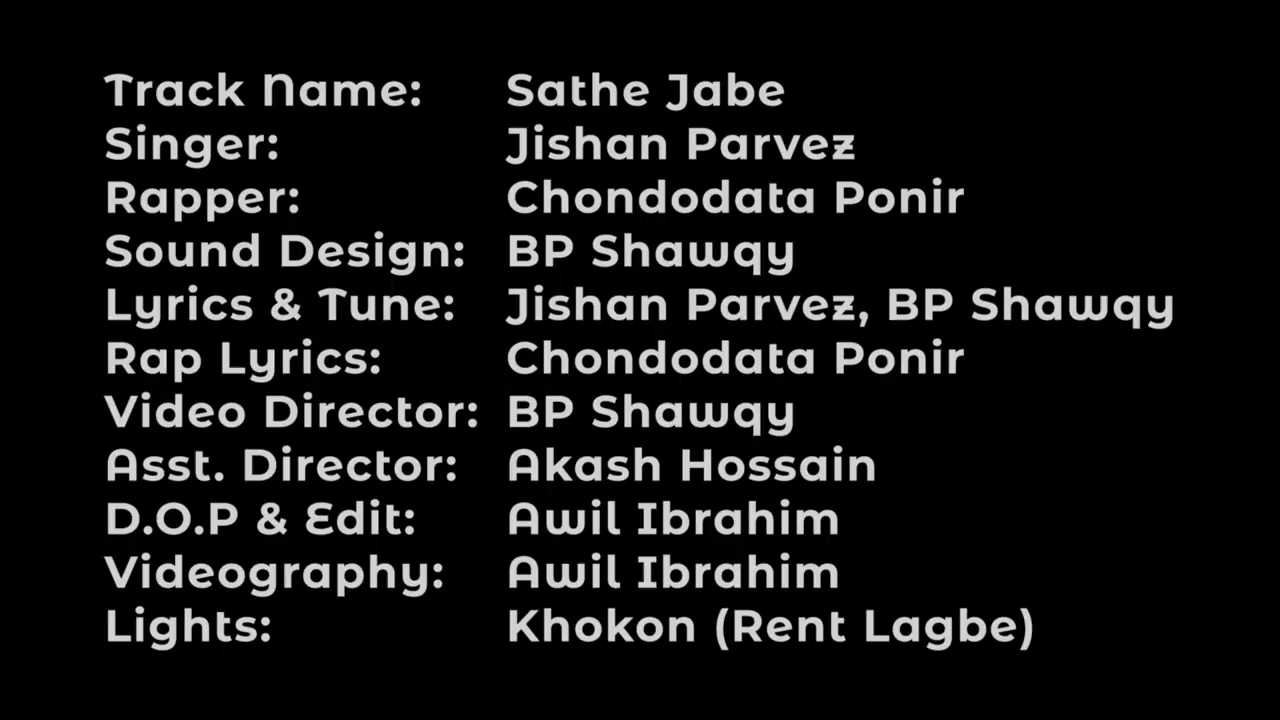 Track Name: Sathe Jabe
Singer: Jishan Parvez
Rapper: Chondodata Ponir
Sound Design: BP Shawqy
Lyrics & Tune: Jishan Parvez, BP Shawqy
Rap Lyrics: Chondodata Ponir
Video Director: BP Shawqy
Asst. Director: Akash Hossain
D.O.P & Edit: Awil Ibrahim
Videography: Awil Ibrahim
Lights: Khokon (Rent Lagbe)